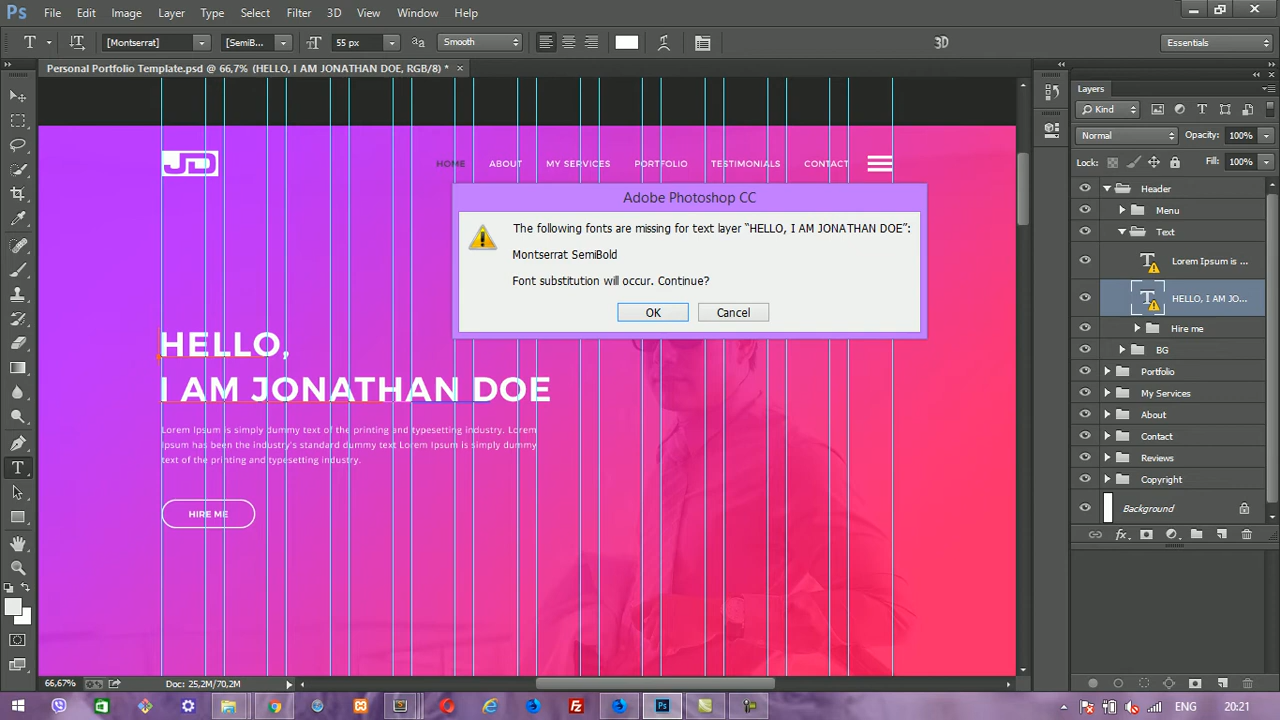 Ps File Edit Image Layer Type Select Filter 3D View Window Help
T [Montserrat] [SemiB... 55 px Smooth 3D Essentials
Personal Portfolio Template.psd @ 66,7% (HELLO, I AM JONATHAN DOE, RGB/8) *
JD HOME ABOUT MY SERVICES PORTFOLIO TESTIMONIALS CONTACT
Adobe Photoshop CC
The following fonts are missing for text layer “HELLO, I AM JONATHAN DOE”:
Montserrat SemiBold
Font substitution will occur. Continue?
OK Cancel
HELLO,
I AM JONATHAN DOE
Lorem Ipsum is simply dummy text of the printing and typesetting industry. Lorem
Ipsum has been the industry's standard dummy text Lorem Ipsum is simply dummy
text of the printing and typesetting industry.
HIRE ME
Layers
Kind
Normal Opacity: 100%
Lock: Fill: 100%
Header
Menu
Text
Lorem Ipsum is ...
HELLO, I AM JO...
Hire me
BG
Portfolio
My Services
About
Contact
Reviews
Copyright
Background
fx
66,67% Doc: 25,2M/70,2M
Ps EN 20:21